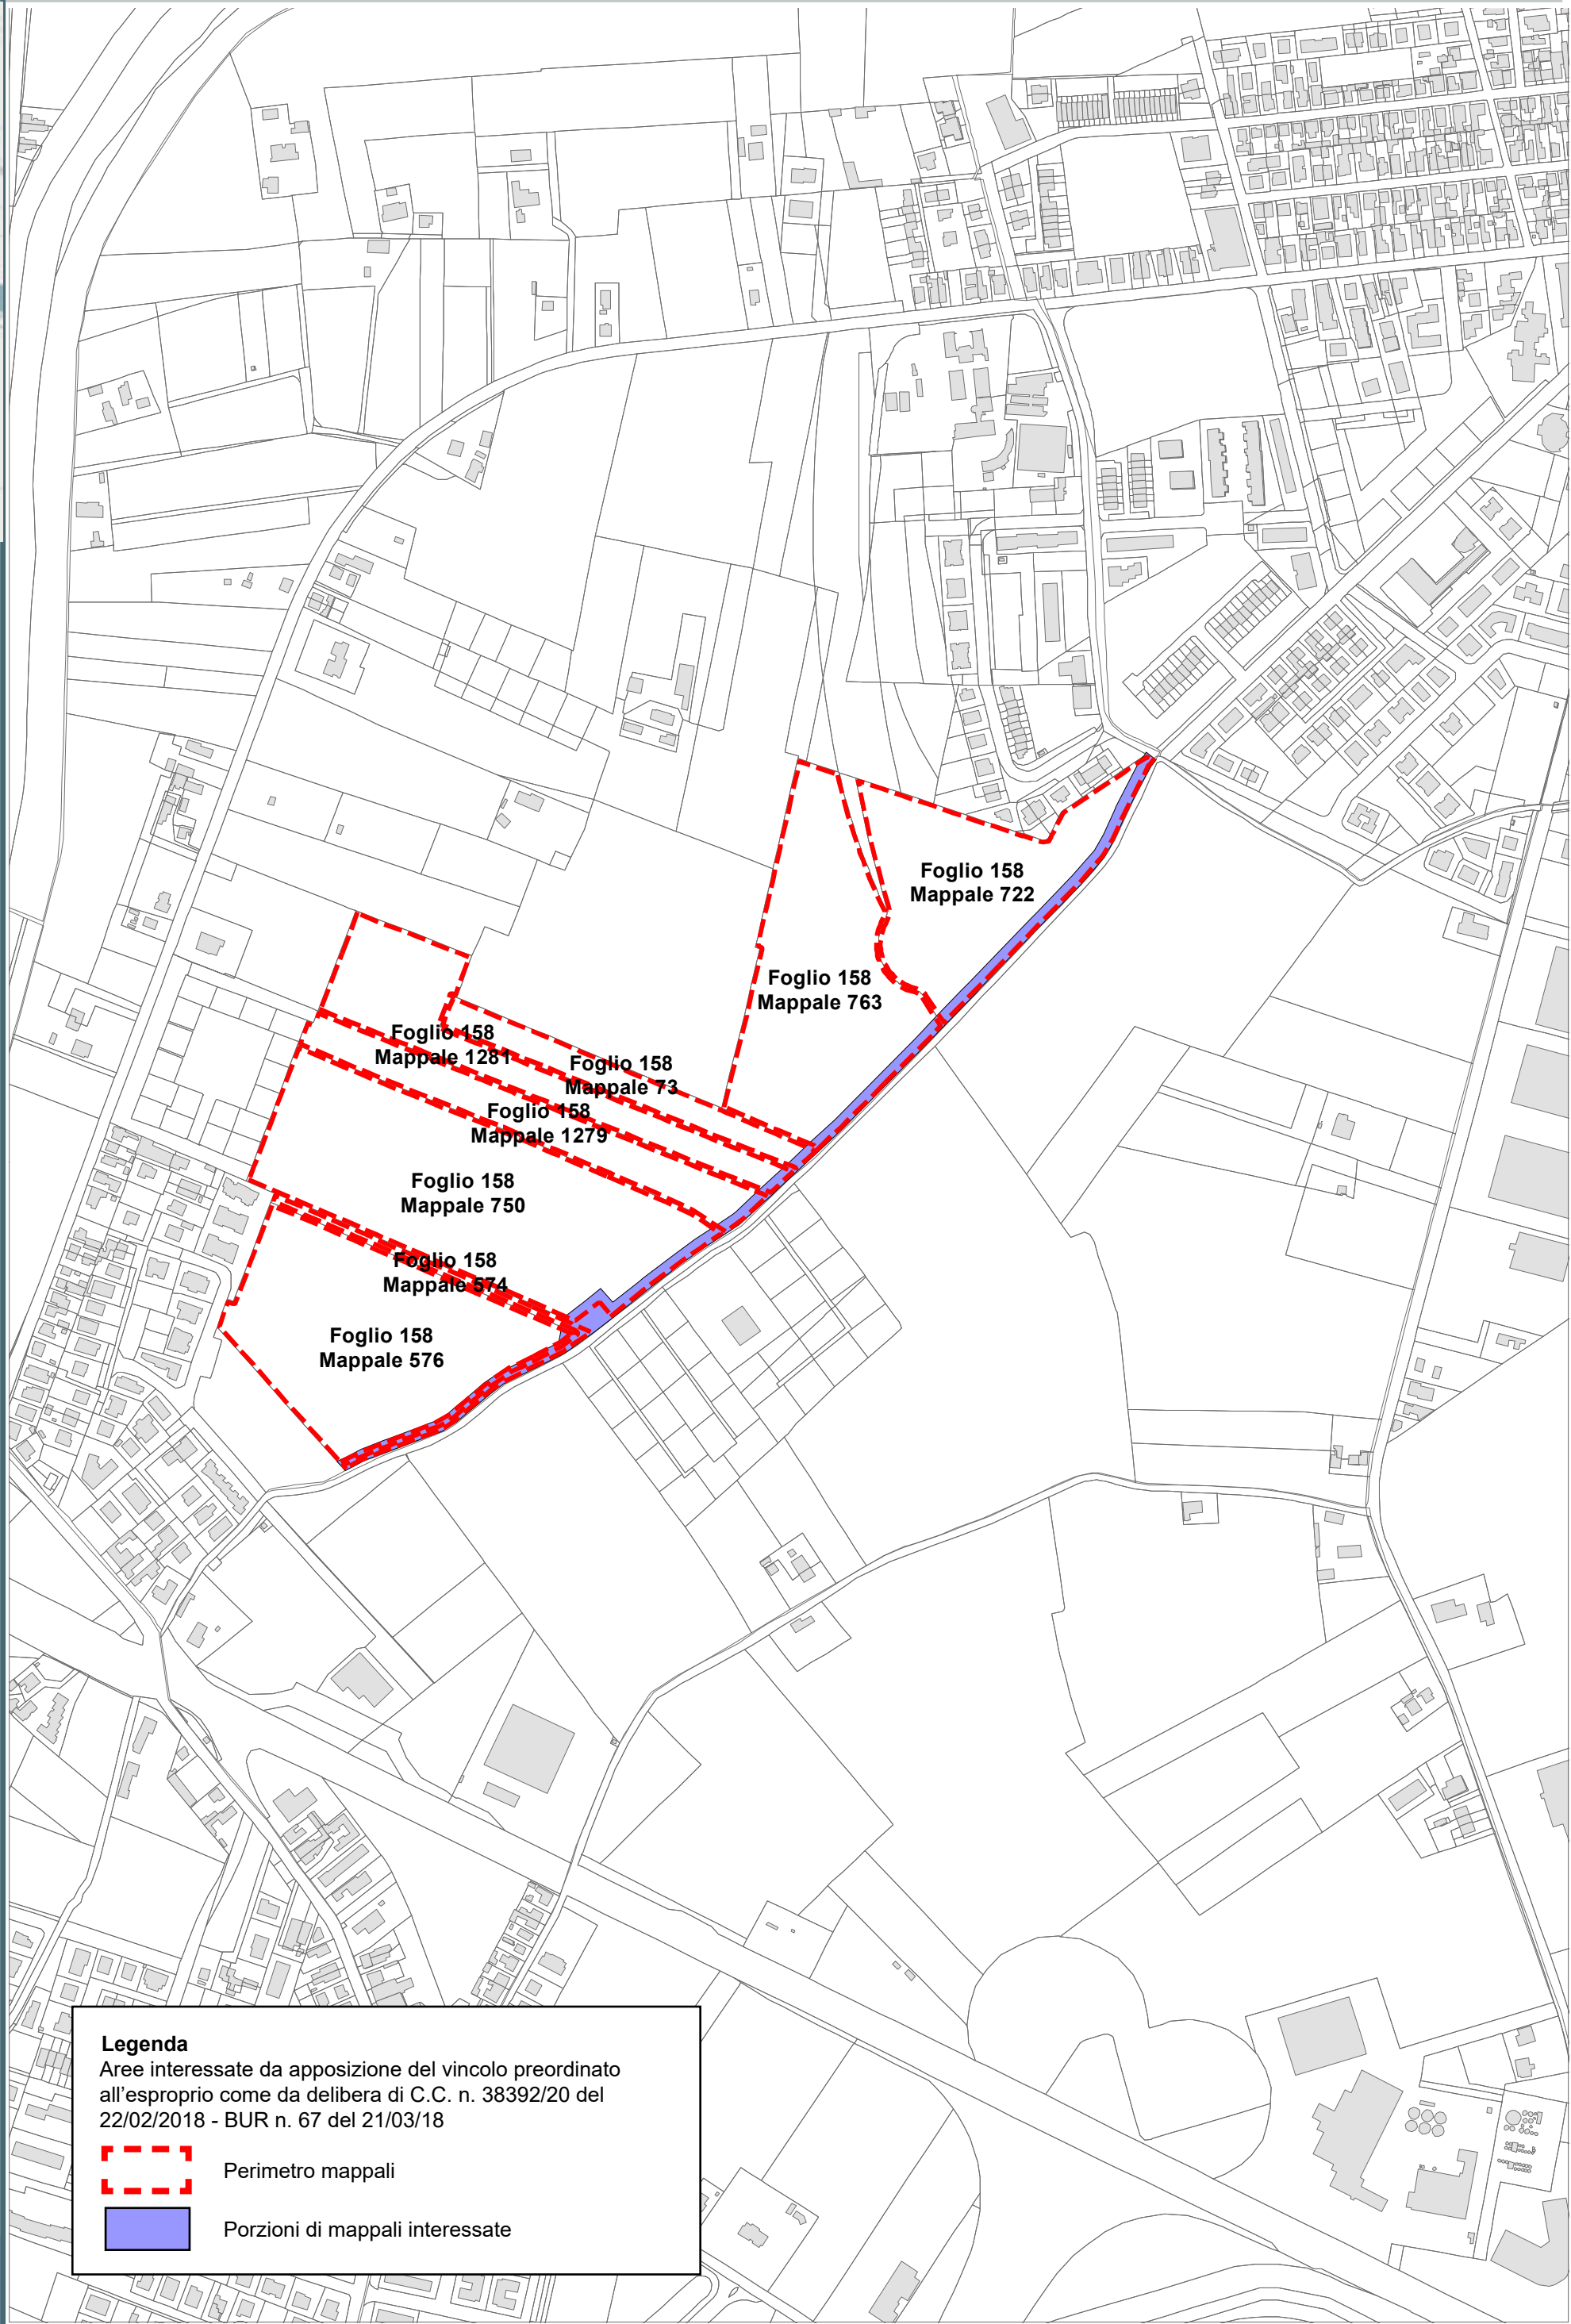 Foglio 158
Mappale 722
Foglio 158
Mappale 763
Foglio 158
Mappale 1281
Foglio 158
Mappale 73
Foglio 158
Mappale 1279
Foglio 158
Mappale 750
Foglio 158
Mappale 574
Foglio 158
Mappale 576
Legenda
Aree interessate da apposizione del vincolo preordinato
all'esproprio come da delibera di C.C. n. 38392/20 del
22/02/2018 - BUR n. 67 del 21/03/18
Perimetro mappali
Porzioni di mappali interessate